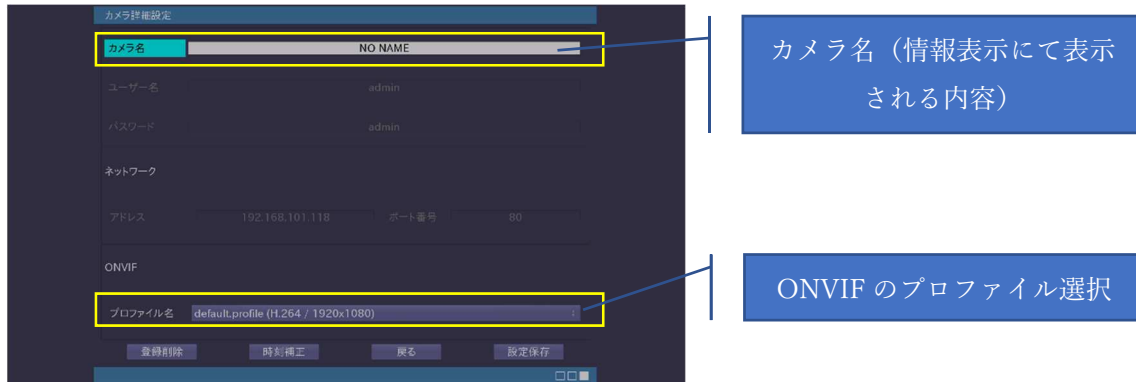 カメラ詳細設定
カメラ名 NO NAME
ユーザー名 admin
パスワード admin
ネットワーク
アドレス 192.168.101.118 ポート番号 80
ONVIF
プロファイル名 default.profile (H.264 / 1920x1080)
登録削除 時刻補正 戻る 設定保存
カメラ名（情報表示にて表示
される内容）
ONVIF のプロファイル選択